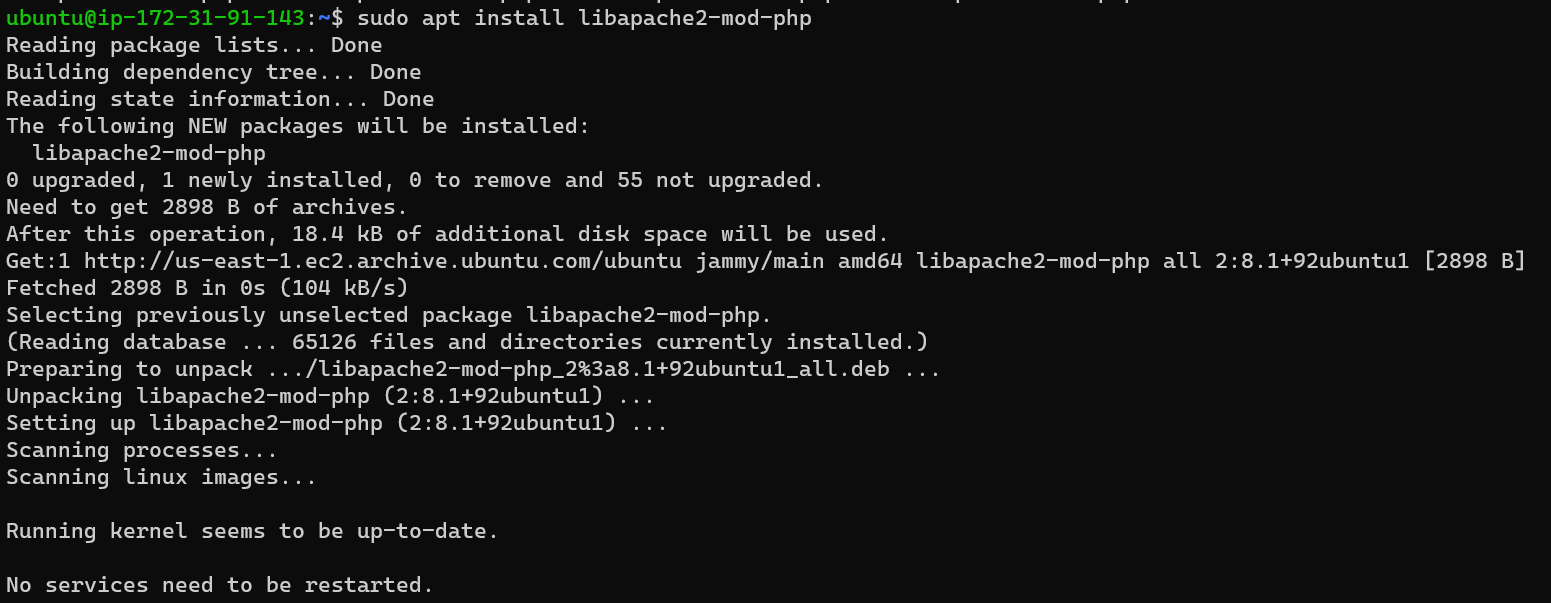 ubuntu@ip-172-31-91-143:~$ sudo apt install libapache2-mod-php
Reading package lists... Done
Building dependency tree... Done
Reading state information... Done
The following NEW packages will be installed:
  libapache2-mod-php
0 upgraded, 1 newly installed, 0 to remove and 55 not upgraded.
Need to get 2898 B of archives.
After this operation, 18.4 kB of additional disk space will be used.
Get:1 http://us-east-1.ec2.archive.ubuntu.com/ubuntu jammy/main amd64 libapache2-mod-php all 2:8.1+92ubuntu1 [2898 B]
Fetched 2898 B in 0s (104 kB/s)
Selecting previously unselected package libapache2-mod-php.
(Reading database ... 65126 files and directories currently installed.)
Preparing to unpack .../libapache2-mod-php_2%3a8.1+92ubuntu1_all.deb ...
Unpacking libapache2-mod-php (2:8.1+92ubuntu1) ...
Setting up libapache2-mod-php (2:8.1+92ubuntu1) ...
Scanning processes...
Scanning linux images...

Running kernel seems to be up-to-date.

No services need to be restarted.